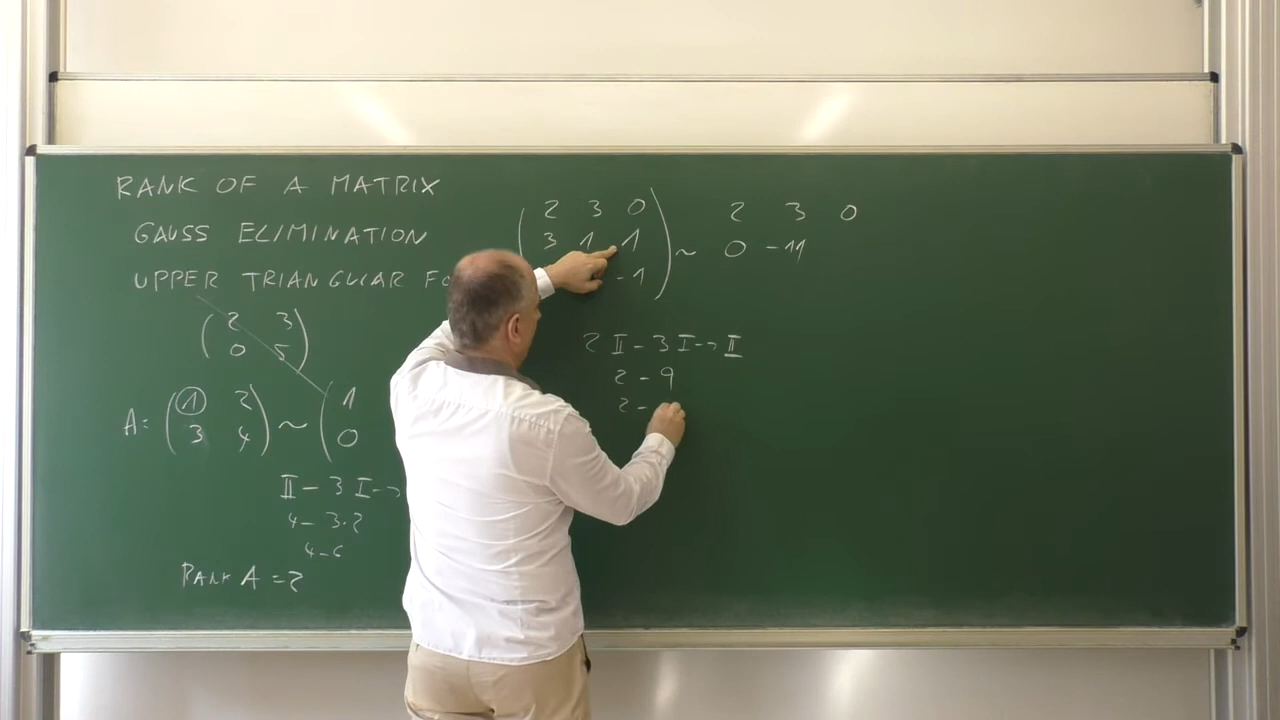 RANK OF A MATRIX
GAUSS ELIMINATION
UPPER TRIANGULAR
2 3
0 5
A = ( 1 2 ) ~ ( 1
3 4 0
II - 3 I →
4 - 3·2
4 - 6
RANK A = 2
2 3 0
3 1 1
-1
~
2 3 0
0 -11
2 II - 3 I → II
2 - 9
2 -